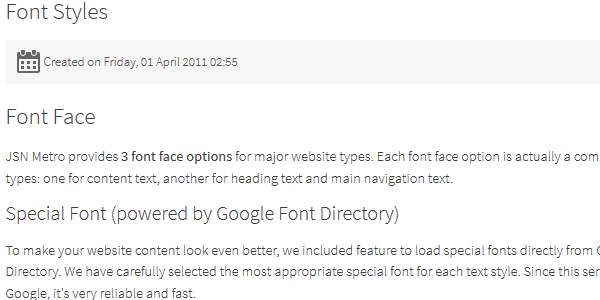 Font Styles
Created on Friday, 01 April 2011 02:55
Font Face
JSN Metro provides 3 font face options for major website types. Each font face option is actually a com
types: one for content text, another for heading text and main navigation text.
Special Font (powered by Google Font Directory)
To make your website content look even better, we included feature to load special fonts directly from
Directory. We have carefully selected the most appropriate special font for each text style. Since this ser
Google, it's very reliable and fast.